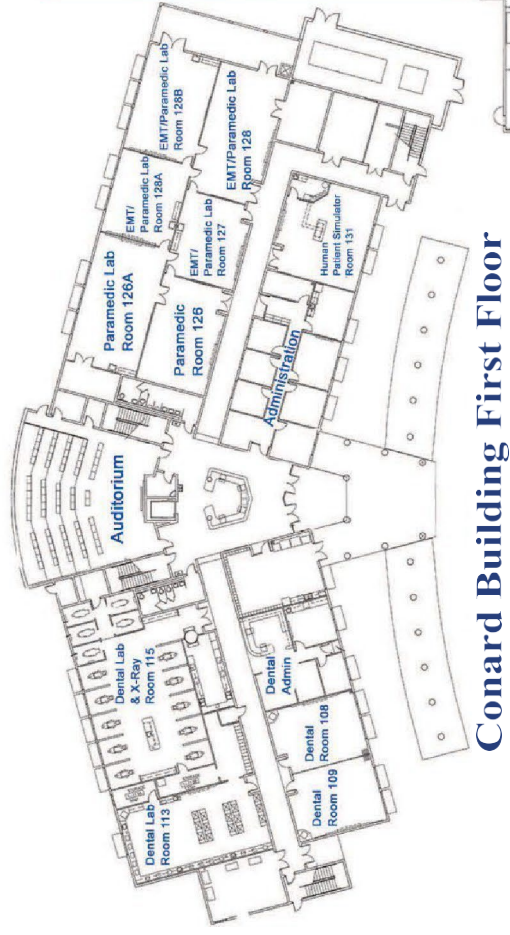 Auditorium
Dental Lab
& X-Ray
Room 115
Dental Lab
Room 113
Dental
Admin
Dental
Room 108
Dental
Room 109
Paramedic Lab
Room 126A
EMT/
Paramedic Lab
Room 128A
EMT/Paramedic Lab
Room 128B
Paramedic
Room 126
EMT/
Paramedic Lab
Room 127
EMT/Paramedic Lab
Room 128
Administration
Human
Patient Simulator
Room 131
Conard Building First Floor